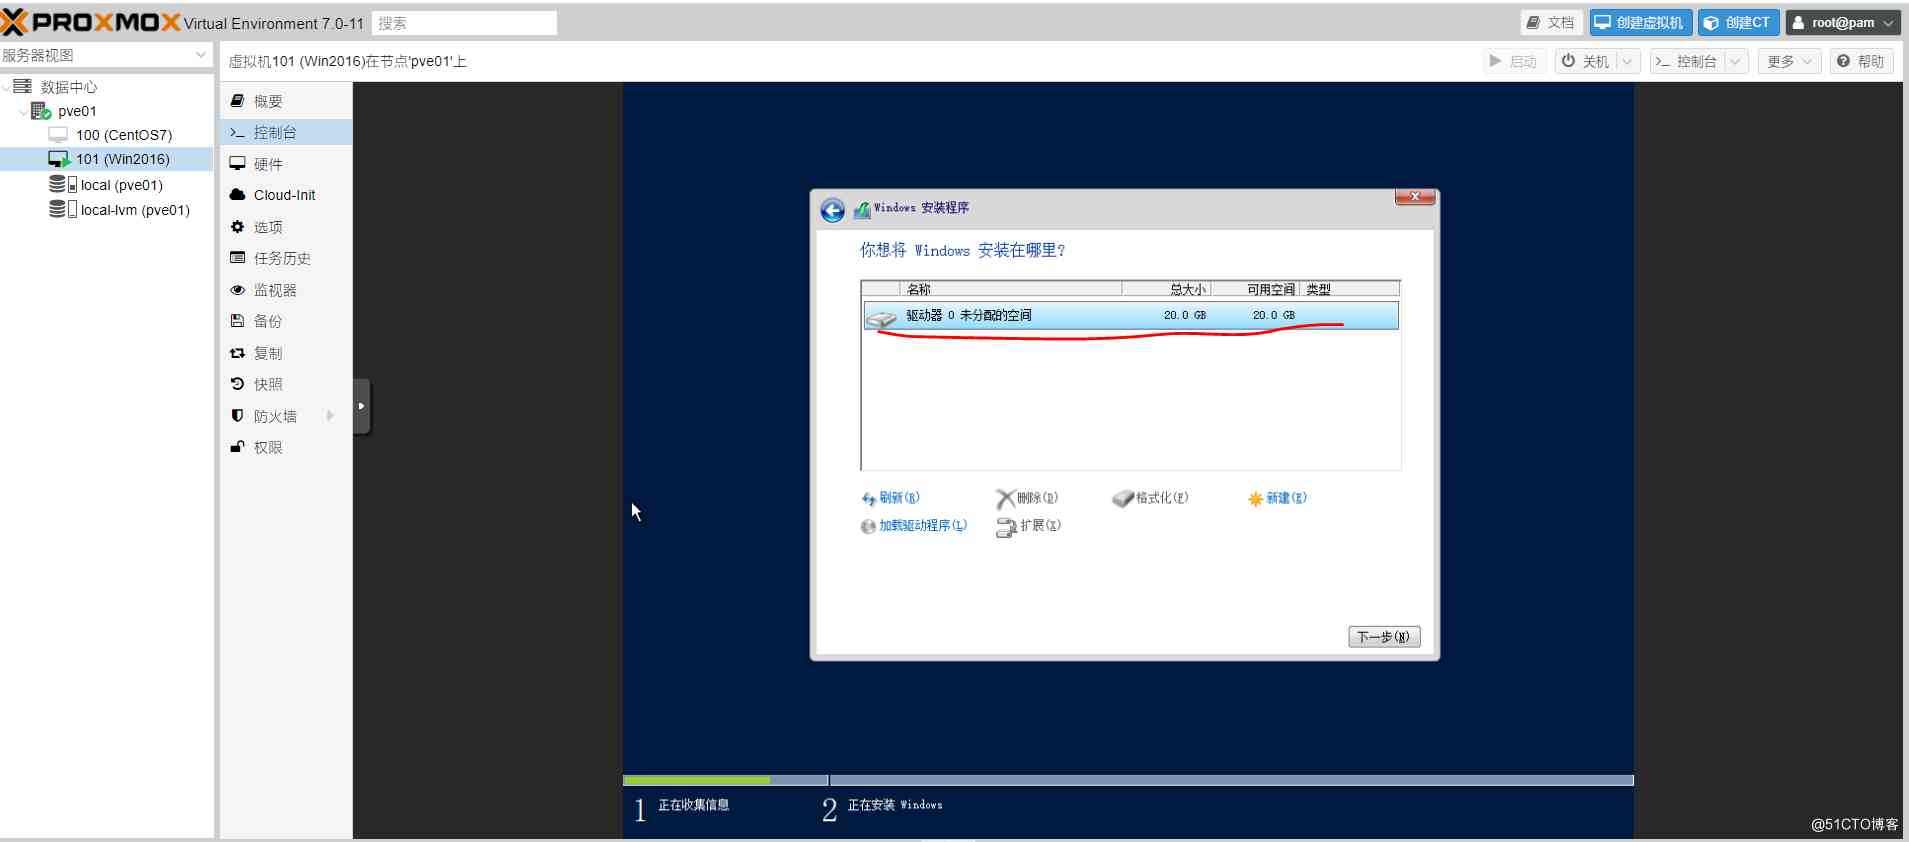 PROXMOX Virtual Environment 7.0-11 搜索 文档 创建虚拟机 创建CT root@pam
服务器视图
虚拟机101 (Win2016)在节点'pve01'上 启动 关机 控制台 更多 帮助
数据中心
pve01
100 (CentOS7)
101 (Win2016)
local (pve01)
local-lvm (pve01)
概要
控制台
硬件
Cloud-Init
选项
任务历史
监视器
备份
复制
快照
防火墙
权限
Windows 安装程序
你想将 Windows 安装在哪里?
名称 总大小 可用空间 类型
驱动器 0 未分配的空间 20.0 GB 20.0 GB
刷新(R) 删除(D) 格式化(F) 新建(E)
加载驱动程序(L) 扩展(X)
下一步(N)
1 正在收集信息 2 正在安装 Windows
@51CTO博客